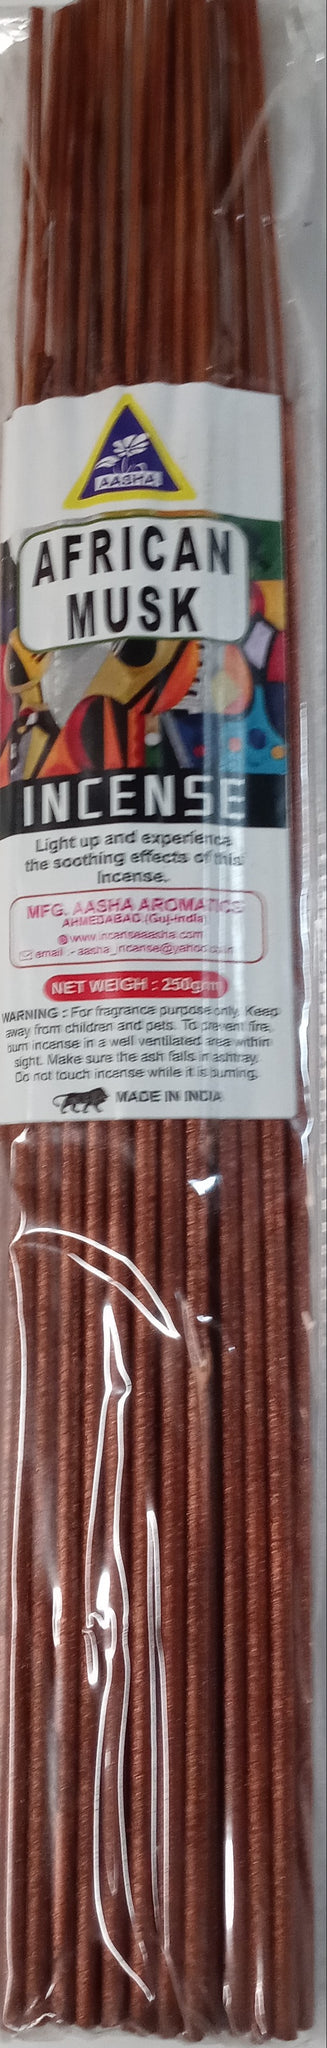 AASHA
AFRICAN
MUSK
INCENSE
Light up and experience
the soothing effects of this
Incense.
MFG. AASHA AROMATICS
AHMEDABAD (Guj-India)
www.incenseaasha.com
email :- aasha_incense@yahoo.co.in
NET WEIGH : 250gm
WARNING : For fragrance purpose only. Keep
away from children and pets. To prevent fire,
burn incense in a well ventilated area within
sight. Make sure the ash falls in ashtray.
Do not touch incense while it is burning.
MADE IN INDIA